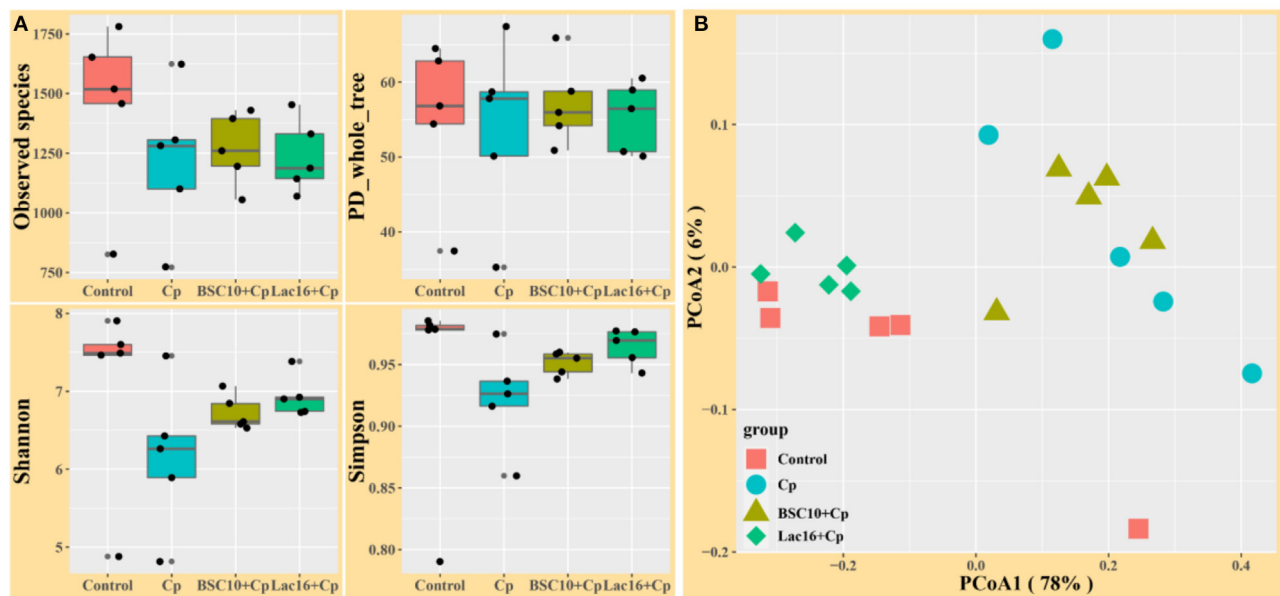 A
Observed species
1750
1500
1250
1000
750
Control Cp BSC10+Cp Lac16+Cp
PD_whole_tree
60
50
40
Control Cp BSC10+Cp Lac16+Cp
Shannon
8
7
6
5
Control Cp BSC10+Cp Lac16+Cp
Simpson
0.95
0.90
0.85
0.80
Control Cp BSC10+Cp Lac16+Cp
B
PCoA2 ( 6% )
0.1
0.0
−0.1
−0.2
group
Control
Cp
BSC10+Cp
Lac16+Cp
−0.2 0.0 0.2 0.4
PCoA1 ( 78% )